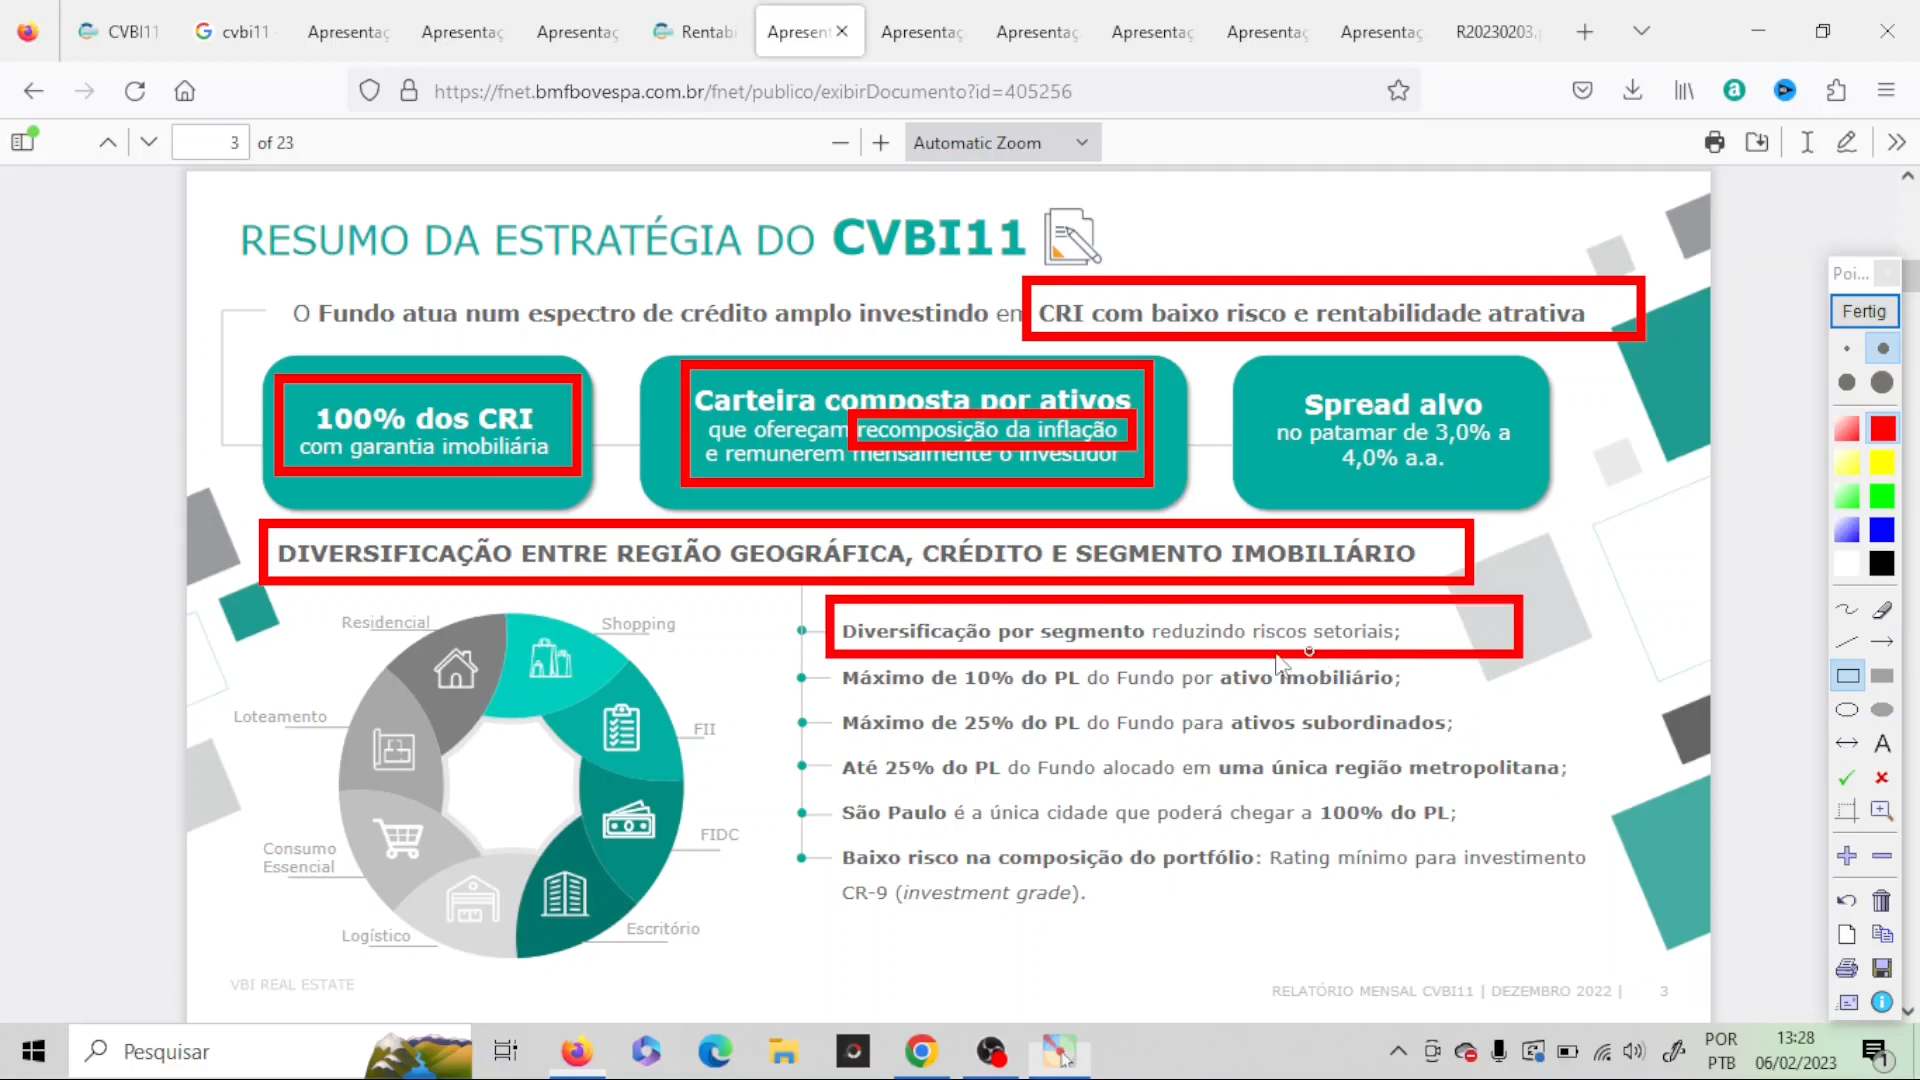 CVBI11
cvbi11
Apresentaç
Apresentaç
Apresentaç
Rentabi
Apresent
Apresentaç
Apresentaç
Apresentaç
Apresentaç
Apresentaç
R20230203.
https://fnet.bmfbovespa.com.br/fnet/publico/exibirDocumento?id=405256
3 of 23
Automatic Zoom
RESUMO DA ESTRATÉGIA DO CVBI11
O Fundo atua num espectro de crédito amplo investindo em CRI com baixo risco e rentabilidade atrativa
100% dos CRI
com garantia imobiliária
Carteira composta por ativos
que ofereçam recomposição da inflação
e remunerem mensalmente o investidor
Spread alvo
no patamar de 3,0% a
4,0% a.a.
DIVERSIFICAÇÃO ENTRE REGIÃO GEOGRÁFICA, CRÉDITO E SEGMENTO IMOBILIÁRIO
Residencial
Shopping
Loteamento
FII
Consumo
Essencial
FIDC
Logístico
Escritório
Diversificação por segmento reduzindo riscos setoriais;
Máximo de 10% do PL do Fundo por ativo imobiliário;
Máximo de 25% do PL do Fundo para ativos subordinados;
Até 25% do PL do Fundo alocado em uma única região metropolitana;
São Paulo é a única cidade que poderá chegar a 100% do PL;
Baixo risco na composição do portfólio: Rating mínimo para investimento
CR-9 (investment grade).
VBI REAL ESTATE
RELATÓRIO MENSAL CVBI11 | DEZEMBRO 2022 | 3
Poi...
Fertig
A
Pesquisar
POR
PTB
13:28
06/02/2023
1